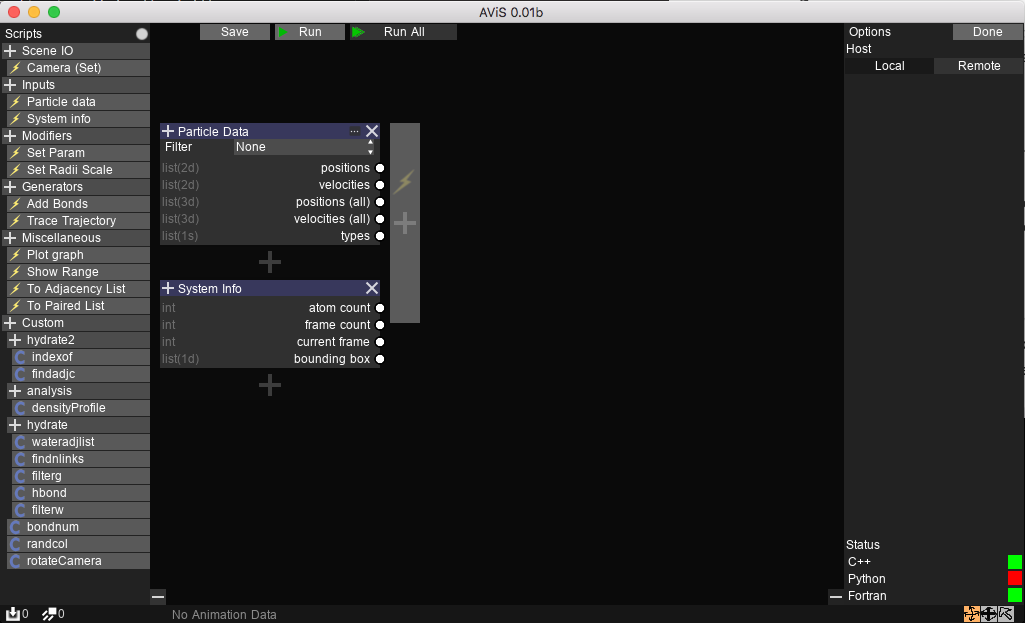 AViS 0.01b
Scripts
Scene IO
Camera (Set)
Inputs
Particle data
System info
Modifiers
Set Param
Set Radii Scale
Generators
Add Bonds
Trace Trajectory
Miscellaneous
Plot graph
Show Range
To Adjacency List
To Paired List
Custom
hydrate2
indexof
findadjc
analysis
densityProfile
hydrate
wateradjlist
findnlinks
filterg
hbond
filterw
bondnum
randcol
rotateCamera
0 0
Save Run Run All
Particle Data ...
Filter None
list(2d) positions
list(2d) velocities
list(3d) positions (all)
list(3d) velocities (all)
list(1s) types
System Info
int atom count
int frame count
int current frame
list(1d) bounding box
No Animation Data
Options Done
Host
Local Remote
Status
C++
Python
Fortran